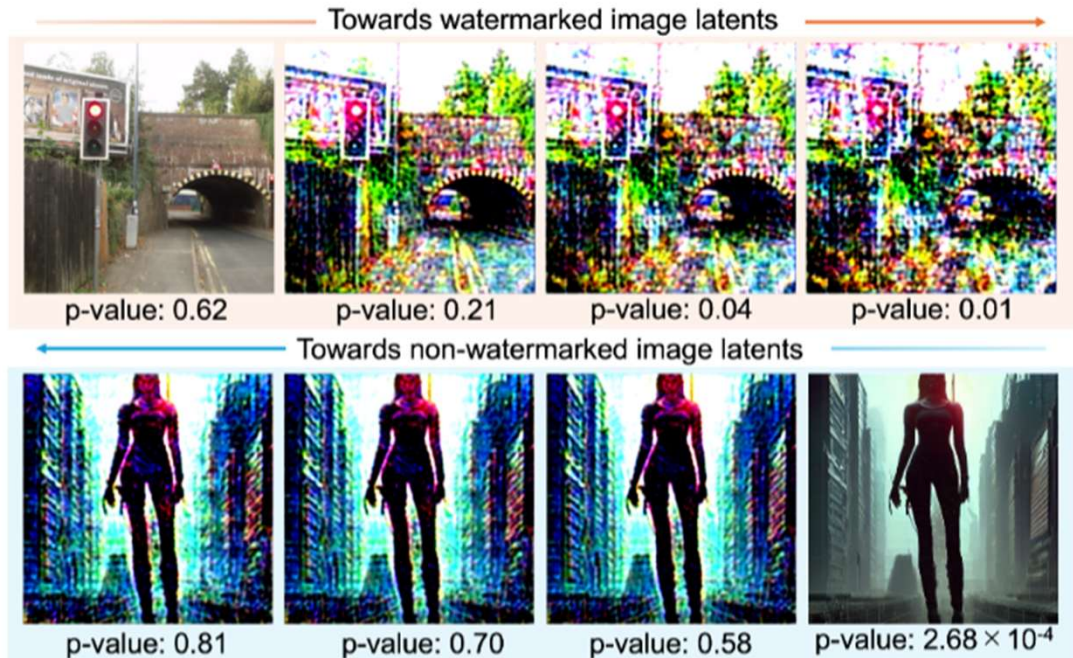 Towards watermarked image latents
p-value: 0.62
p-value: 0.21
p-value: 0.04
p-value: 0.01
Towards non-watermarked image latents
p-value: 0.81
p-value: 0.70
p-value: 0.58
p-value: 2.68 × 10⁻⁴